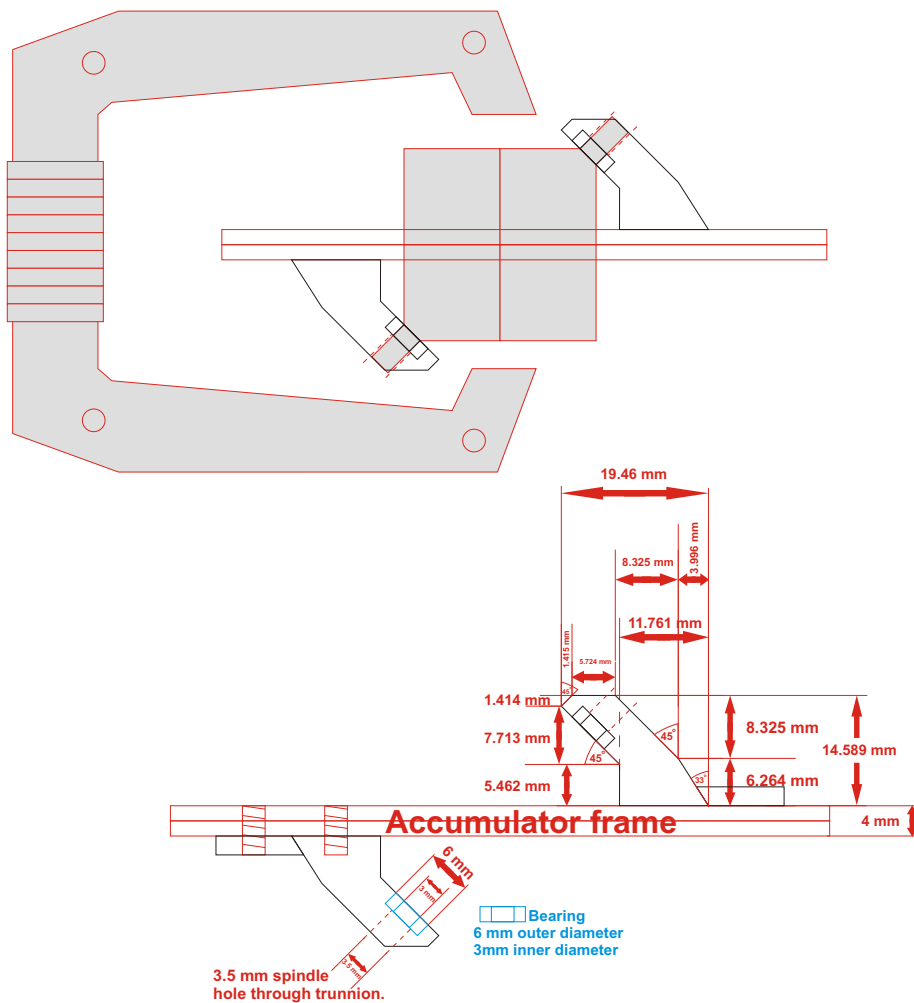 19.46 mm
8.325 mm
3.996 mm
11.761 mm
1.415 mm
5.724 mm
45°
1.414 mm
7.713 mm
45°
45°
8.325 mm
14.589 mm
5.462 mm
33°
6.264 mm
Accumulator frame
4 mm
6 mm
3 mm
3.5 mm
Bearing
6 mm outer diameter
3mm inner diameter
3.5 mm spindle
hole through trunnion.